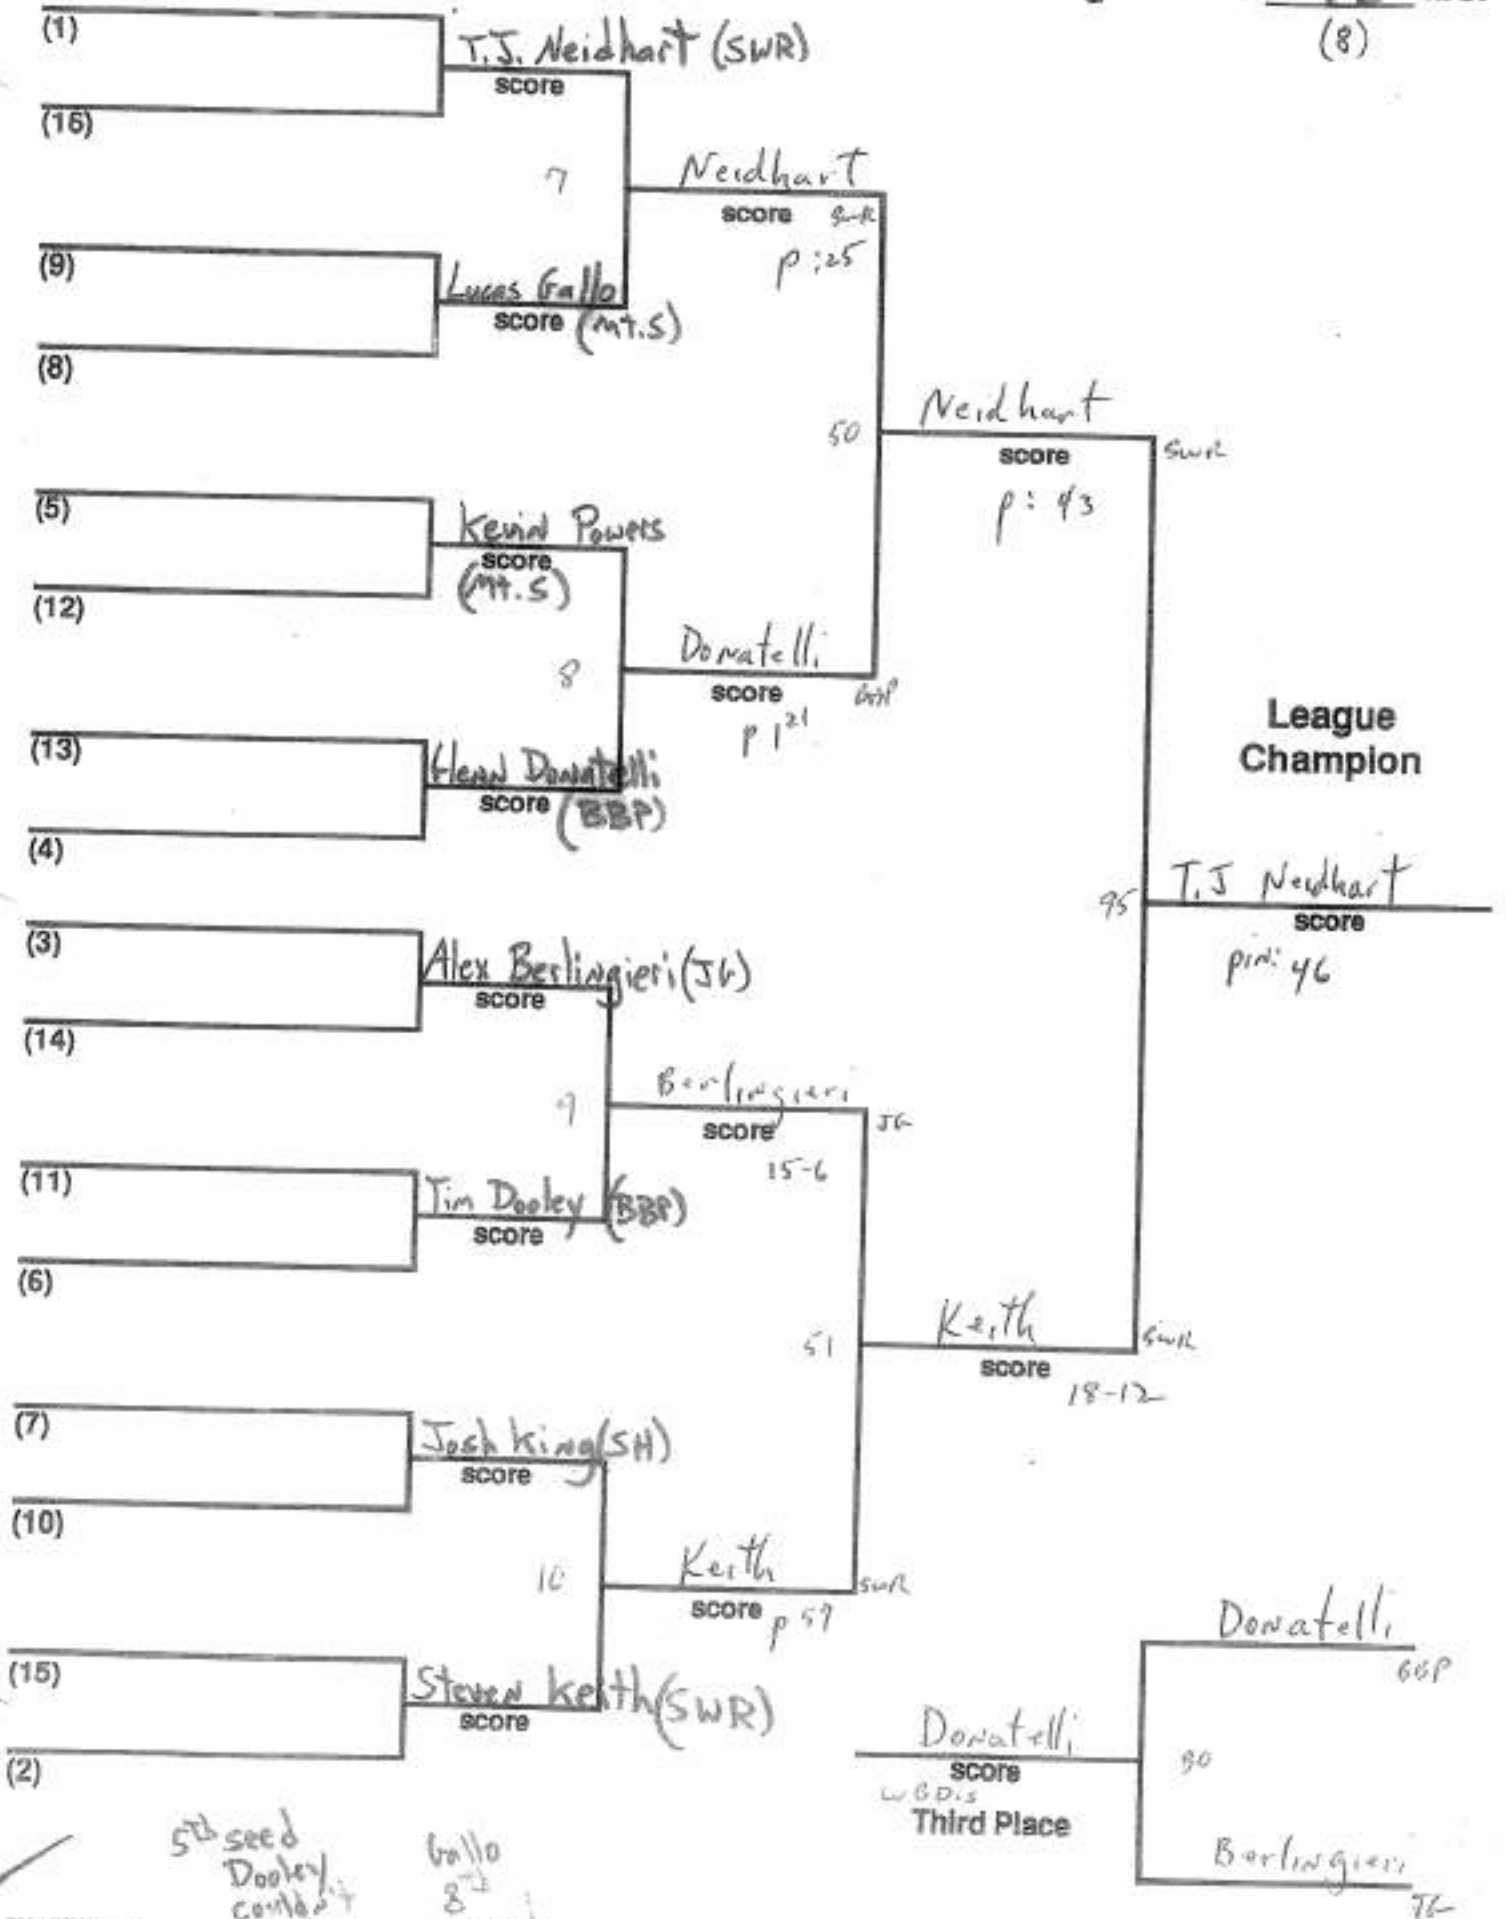 (1)
T.J. Neidhart (SWR)
score
(8)
(16)
7
Neidhart
score SWR
p :25
(9)
Lucas Gallo
score (Mt.S)
(8)
50
Neidhart
score
SWR
p: 43
(5)
Kevin Powers
score
(Mt.S)
(12)
8
Donatelli
score BBP
p 1 21
(13)
Glenn Donatelli
score (BBP)
(4)
League
Champion
95
T.J Neidhart
score
pin: 46
(3)
Alex Berlingieri (JG)
score
(14)
9
Berlingieri
score
JG
15-6
(11)
Tim Dooley (BBP)
score
(6)
51
Keith
score
SWR
18-12
(7)
Josh King (SH)
score
(10)
10
Keith
score
SWR
p 57
(15)
Steven Keith (SWR)
score
(2)
Donatelli
BBP
Donatelli
score
90
Third Place
Berlingieri
JG
5th seed
Dooley
couldn't
Gallo
8